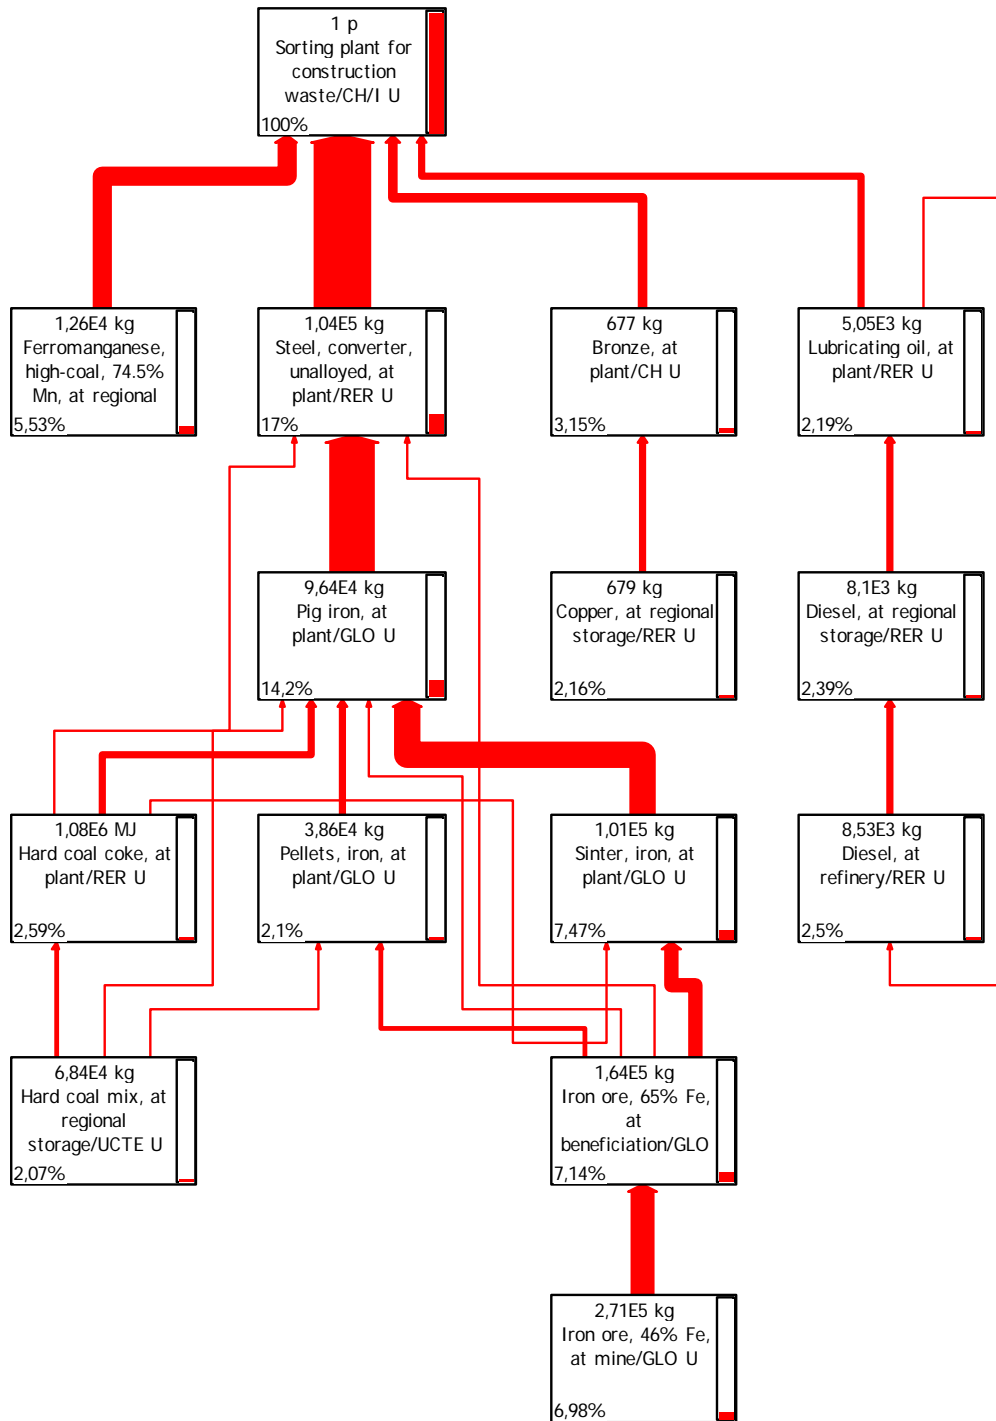 1 p
Sorting plant for
construction
waste/CH/I U
100%
1,26E4 kg
Ferromanganese,
high-coal, 74.5%
Mn, at regional
5,53%
1,04E5 kg
Steel, converter,
unalloyed, at
plant/RER U
17%
677 kg
Bronze, at
plant/CH U
3,15%
5,05E3 kg
Lubricating oil, at
plant/RER U
2,19%
9,64E4 kg
Pig iron, at
plant/GLO U
14,2%
679 kg
Copper, at regional
storage/RER U
2,16%
8,1E3 kg
Diesel, at regional
storage/RER U
2,39%
1,08E6 MJ
Hard coal coke, at
plant/RER U
2,59%
3,86E4 kg
Pellets, iron, at
plant/GLO U
2,1%
1,01E5 kg
Sinter, iron, at
plant/GLO U
7,47%
8,53E3 kg
Diesel, at
refinery/RER U
2,5%
6,84E4 kg
Hard coal mix, at
regional
storage/UCTE U
2,07%
1,64E5 kg
Iron ore, 65% Fe,
at
beneficiation/GLO
7,14%
2,71E5 kg
Iron ore, 46% Fe,
at mine/GLO U
6,98%